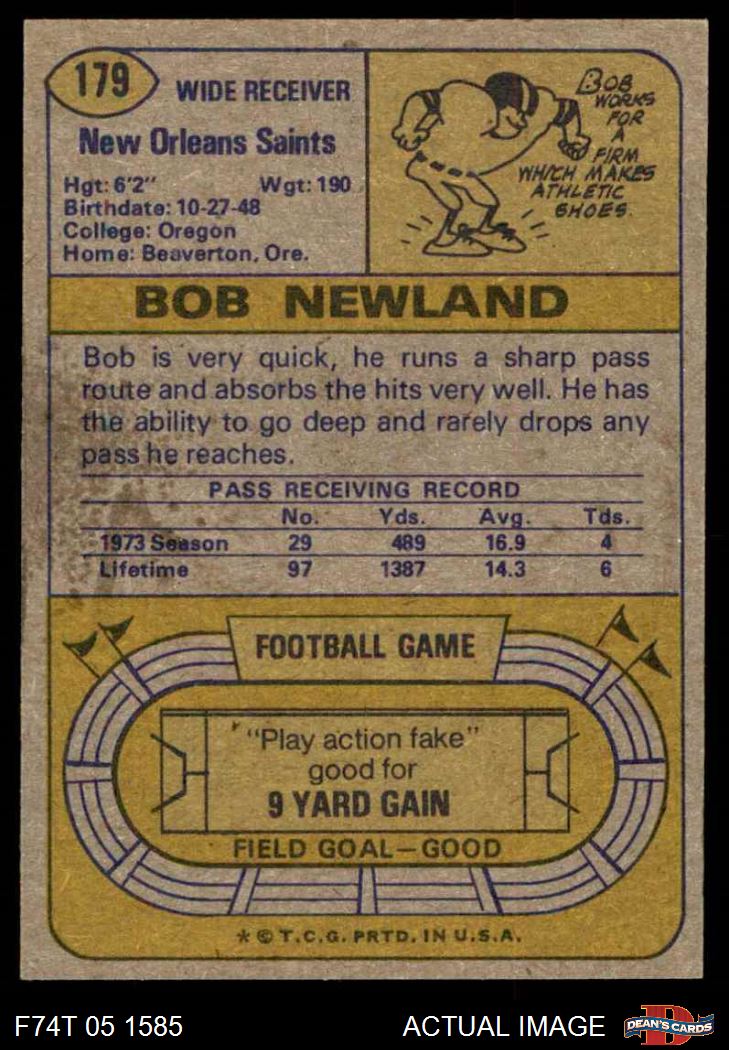 179
WIDE RECEIVER
New Orleans Saints
Hgt: 6'2" Wgt: 190
Birthdate: 10-27-48
College: Oregon
Home: Beaverton, Ore.
BOB
WORKS
FOR
A
FIRM
WHICH MAKES
ATHLETIC
SHOES.
BOB NEWLAND
Bob is very quick, he runs a sharp pass
route and absorbs the hits very well. He has
the ability to go deep and rarely drops any
pass he reaches.
PASS RECEIVING RECORD
No. Yds. Avg. Tds.
1973 Season 29 489 16.9 4
Lifetime 97 1387 14.3 6
FOOTBALL GAME
"Play action fake"
good for
9 YARD GAIN
FIELD GOAL—GOOD
* © T.C.G. PRTD. IN U.S.A.
F74T 05 1585 ACTUAL IMAGE
D
DEAN'S CARDS